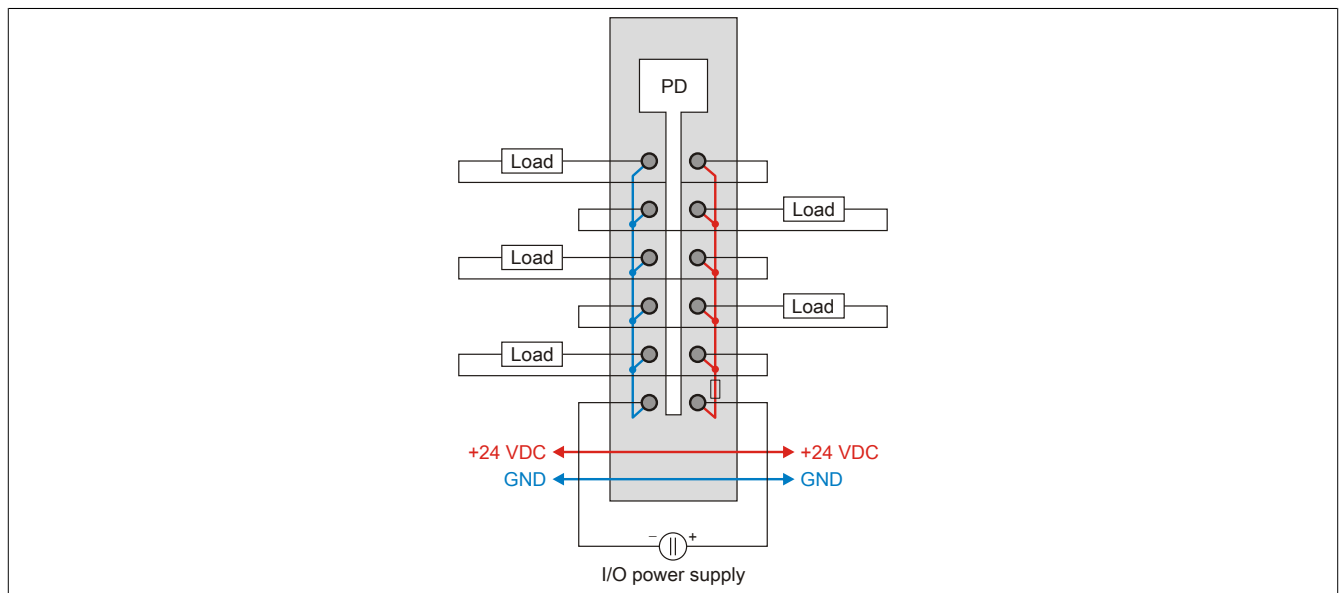 PD
Load
Load
Load
Load
Load
+24 VDC +24 VDC
GND GND
– +
I/O power supply